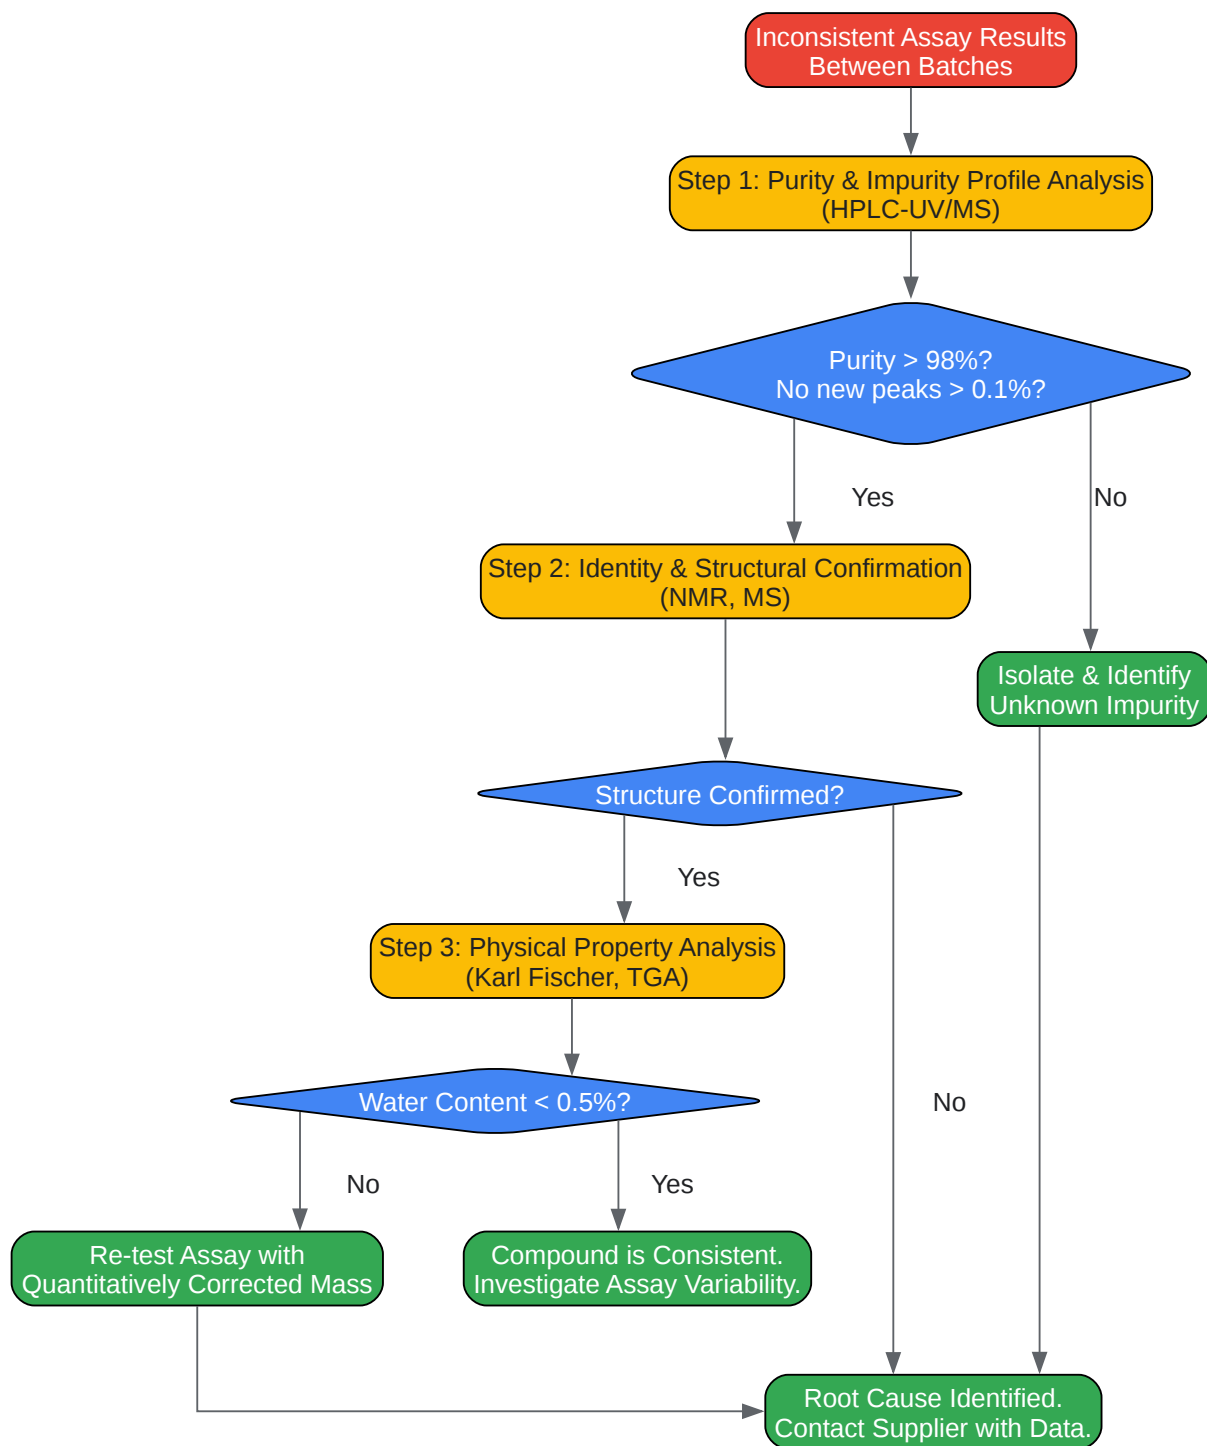 Inconsistent Assay Results
Between Batches
Step 1: Purity & Impurity Profile Analysis
(HPLC-UV/MS)
Purity > 98%?
No new peaks > 0.1%?
Yes
No
Step 2: Identity & Structural Confirmation
(NMR, MS)
Isolate & Identify
Unknown Impurity
Structure Confirmed?
Yes
Step 3: Physical Property Analysis
(Karl Fischer, TGA)
Water Content < 0.5%?
No
No
Yes
Re-test Assay with
Quantitatively Corrected Mass
Compound is Consistent.
Investigate Assay Variability.
Root Cause Identified.
Contact Supplier with Data.